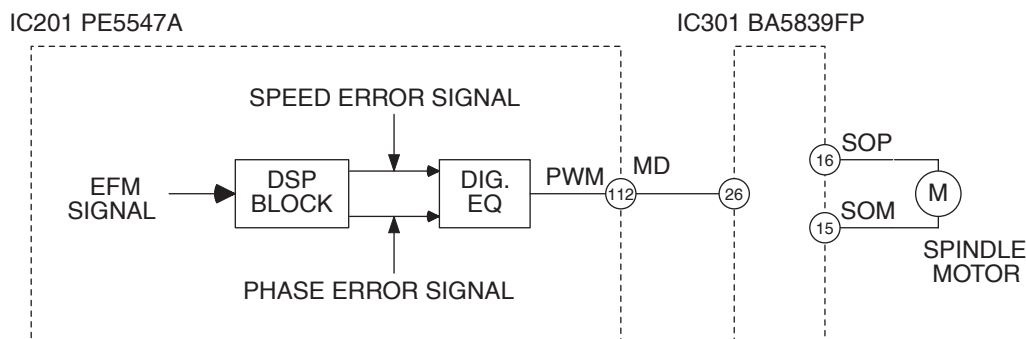 IC201 PE5547A
IC301 BA5839FP
SPEED ERROR SIGNAL
EFM
SIGNAL
DSP
BLOCK
DIG.
EQ
PWM
112
MD
26
16
SOP
M
15
SOM
SPINDLE
MOTOR
PHASE ERROR SIGNAL